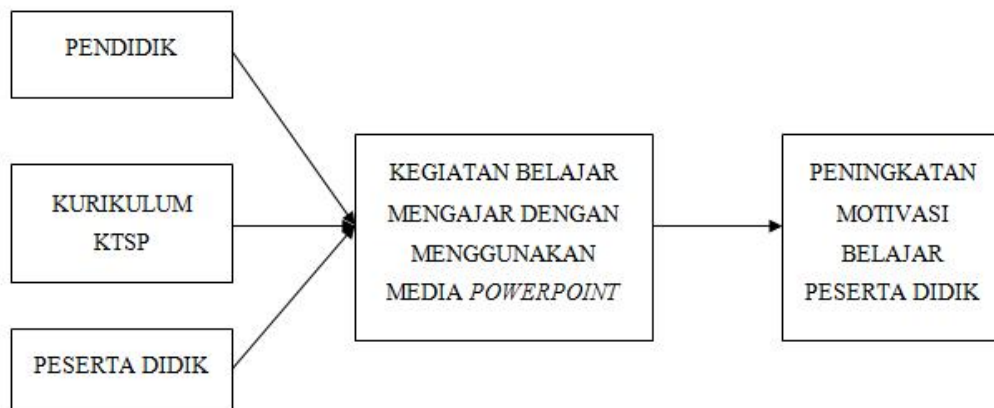 PENDIDIK
KURIKULUM
KTSP
PESERTA DIDIK
KEGIATAN BELAJAR
MENGAJAR DENGAN
MENGGUNAKAN
MEDIA POWERPOINT
PENINGKATAN
MOTIVASI
BELAJAR
PESERTA DIDIK